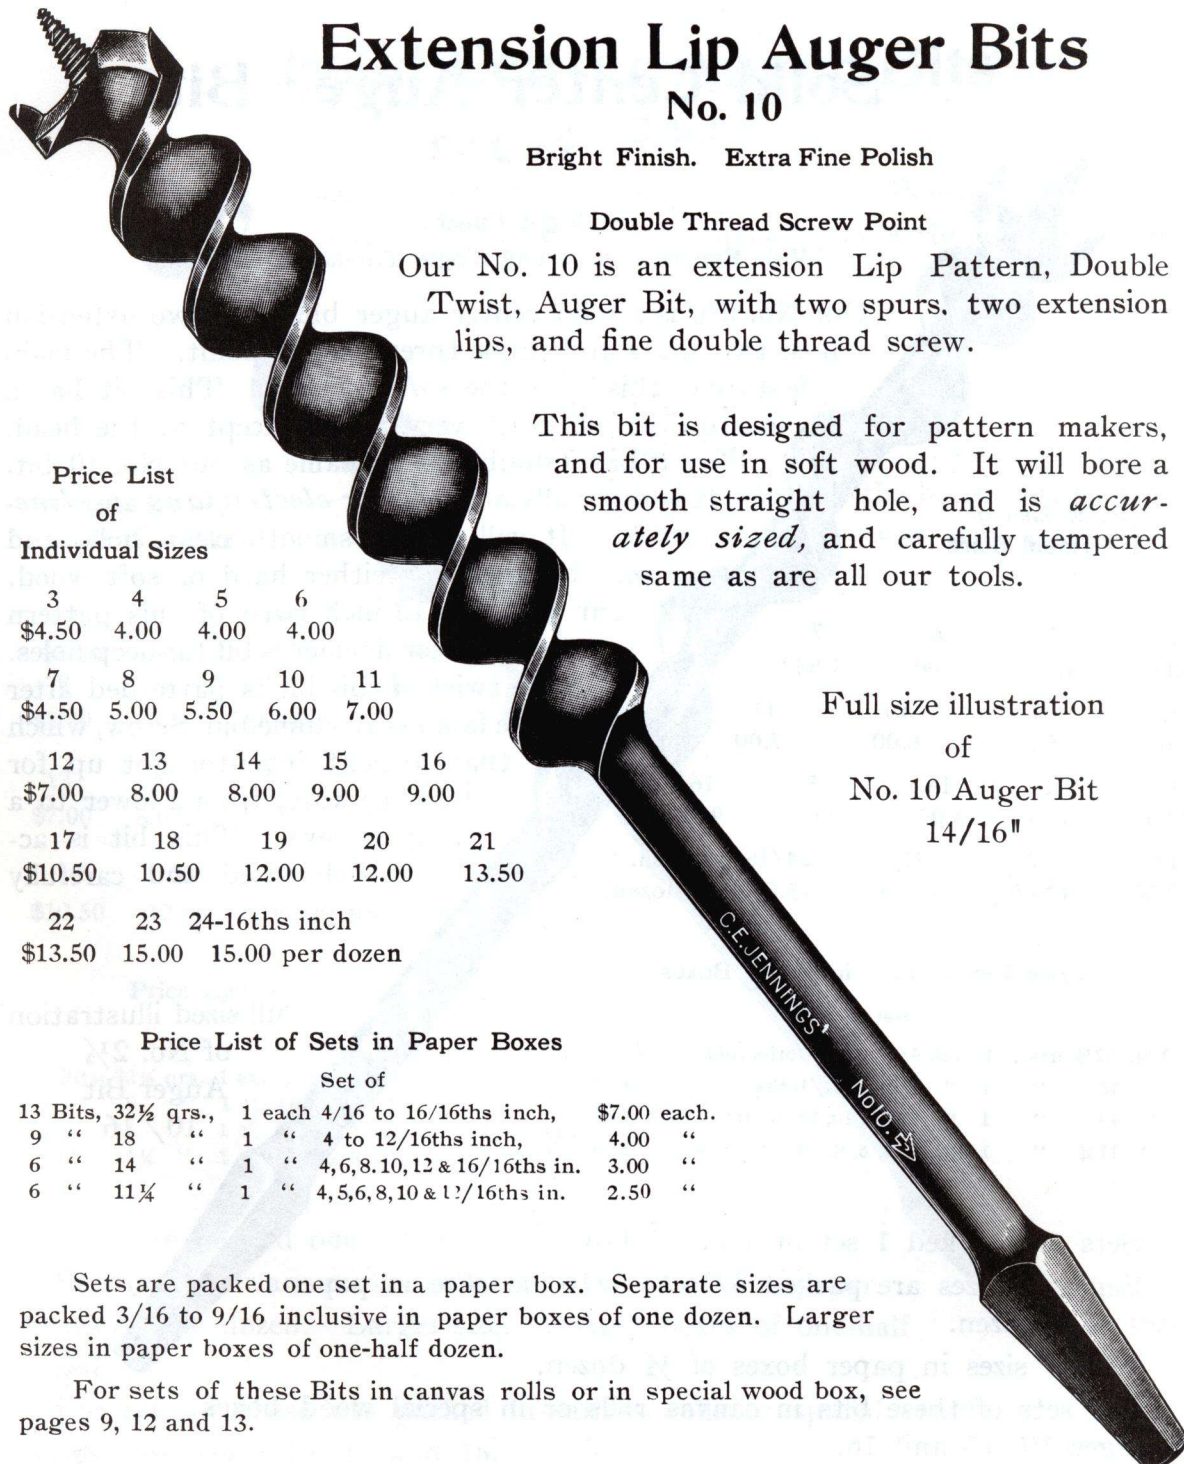 Extension Lip Auger Bits
No. 10
Bright Finish. Extra Fine Polish
Double Thread Screw Point
Our No. 10 is an extension Lip Pattern, Double
Twist, Auger Bit, with two spurs, two extension
lips, and fine double thread screw.
This bit is designed for pattern makers,
and for use in soft wood. It will bore a
smooth straight hole, and is accur-
ately sized, and carefully tempered
same as are all our tools.
Price List
of
Individual Sizes
3 4 5 6
$4.50 4.00 4.00 4.00
7 8 9 10 11
$4.50 5.00 5.50 6.00 7.00
12 13 14 15 16
$7.00 8.00 8.00 9.00 9.00
17 18 19 20 21
$10.50 10.50 12.00 12.00 13.50
22 23 24-16ths inch
$13.50 15.00 15.00 per dozen
Full size illustration
of
No. 10 Auger Bit
14/16"
C.E. JENNINGS'
No10.
Price List of Sets in Paper Boxes
Set of
13 Bits, 32½ qrs., 1 each 4/16 to 16/16ths inch, $7.00 each.
9 “ 18 “ 1 “ 4 to 12/16ths inch, 4.00 “
6 “ 14 “ 1 “ 4,6,8.10,12 & 16/16ths in. 3.00 “
6 “ 11¼ “ 1 “ 4,5,6,8,10 & 12/16ths in. 2.50 “
Sets are packed one set in a paper box. Separate sizes are
packed 3/16 to 9/16 inclusive in paper boxes of one dozen. Larger
sizes in paper boxes of one-half dozen.
For sets of these Bits in canvas rolls or in special wood box, see
pages 9, 12 and 13.